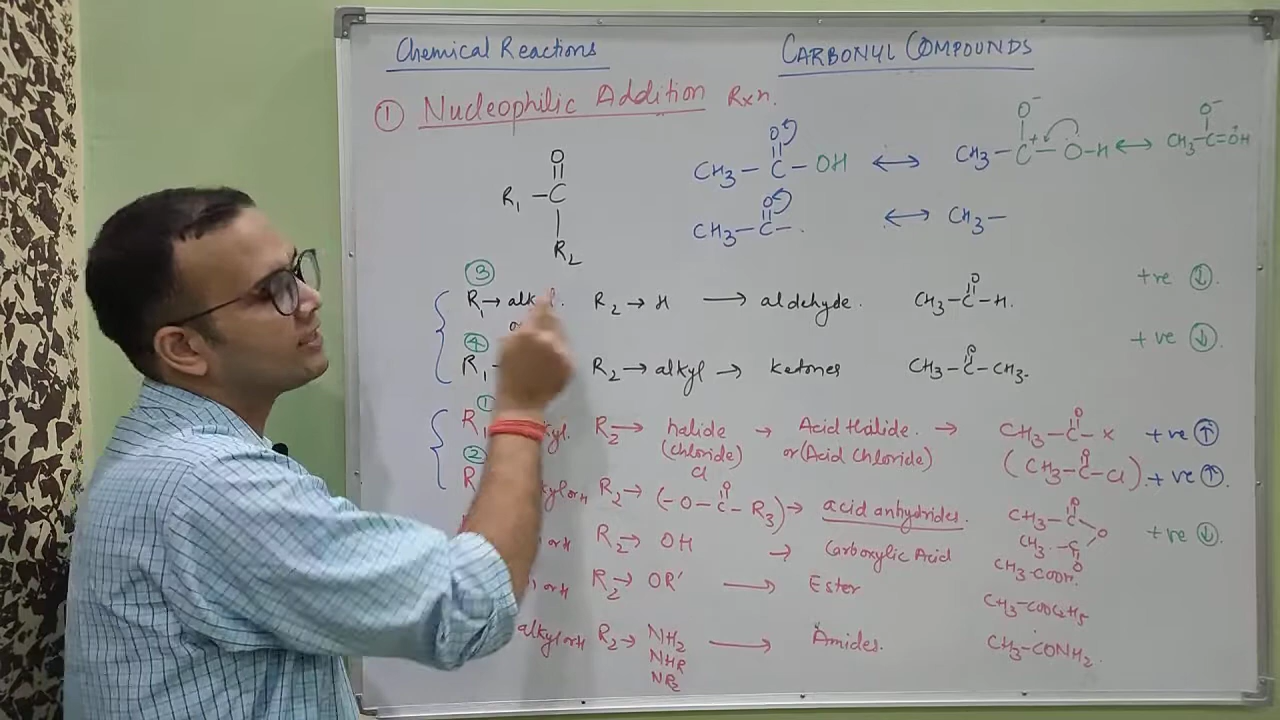 Chemical Reactions
CARBONYL COMPOUNDS
① Nucleophilic Addition Rxn.
O
||
R₁ – C
|
R₂
O
||
CH₃ – C – OH ↔
O⁻
|
CH₃ – C⁺ – O – H ↔
O⁻
|
CH₃ – C = ÖH
O
||
CH₃ – C – . ↔ CH₃ –
③
R₁ → alkyl. R₂ → H → aldehyde. CH₃ – C – H. +ve ↓
O
④
R₁ → R₂ → alkyl → Ketones CH₃ – C – CH₃. +ve ↓
O
①
R₁ R₂ → halide → Acid Halide. → CH₃ – C – X +ve ↑
O
(chloride) or (Acid Chloride) (CH₃ – C – Cl). +ve ↑
O
Cl
②
R alkyl or H R₂ → (– O – C – R₃) → acid anhydrides. CH₃ – C
O
O
O
CH₃ – C
O
+ve ↓
or H R₂ → OH → Carboxylic Acid CH₃-COOH.
or H R₂ → OR' → Ester CH₃-COOC₂H₅
alkyl or H R₂ → NH₂ → Amides. CH₃-CONH₂.
NHR
NR₂